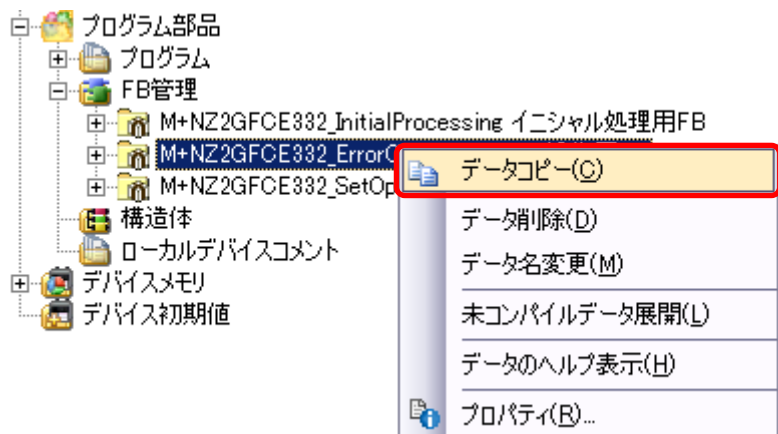 プログラム部品
プログラム
FB管理
M+NZ2GFCE332_InitialProcessing イニシャル処理用FB
M+NZ2GFCE332_ErrorC
M+NZ2GFCE332_SetOp
構造体
ローカルデバイスコメント
デバイスメモリ
デバイス初期値
データコピー(C)
データ削除(D)
データ名変更(M)
未コンパイルデータ展開(L)
データのヘルプ表示(H)
プロパティ(R)...